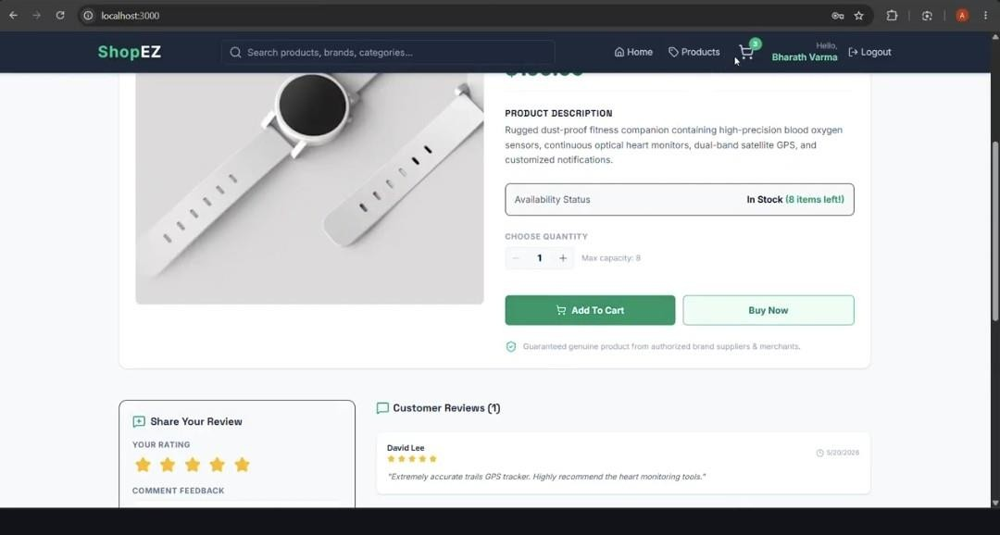 localhost:3000
A
ShopEZ
Search products, brands, categories...
Home
Products
3
Hello,
Bharath Varma
Logout
PRODUCT DESCRIPTION
Rugged dust-proof fitness companion containing high-precision blood oxygen
sensors, continuous optical heart monitors, dual-band satellite GPS, and
customized notifications.
Availability Status
In Stock (8 items left!)
CHOOSE QUANTITY
1
Max capacity: 8
Add To Cart
Buy Now
Guaranteed genuine product from authorized brand suppliers & merchants.
Share Your Review
YOUR RATING
COMMENT FEEDBACK
Customer Reviews (1)
David Lee
5/20/2026
"Extremely accurate trails GPS tracker. Highly recommend the heart monitoring tools."